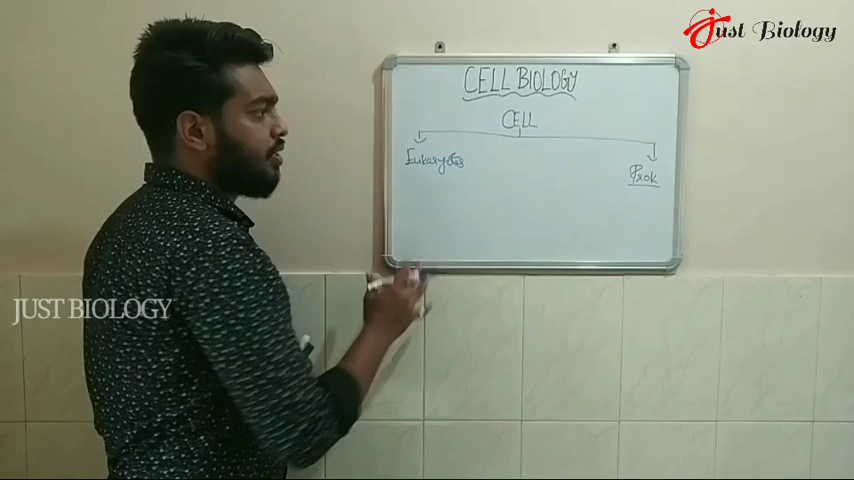 Just Biology
CELL BIOLOGY
CELL
Eukaryotes
Prok
JUST BIOLOGY